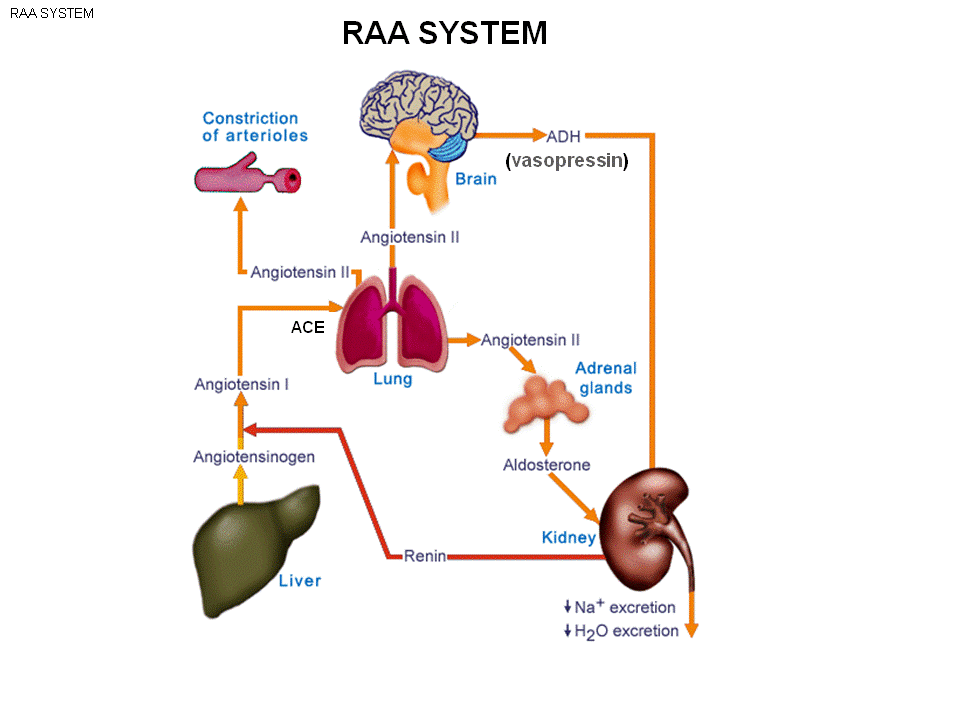 RAA SYSTEM
RAA SYSTEM
Constriction
of arterioles
ADH
(vasopressin)
Brain
Angiotensin II
Angiotensin II
ACE
Angiotensin II
Lung
Adrenal
glands
Angiotensin I
Angiotensinogen
Aldosterone
Kidney
Renin
Liver
↓ Na⁺ excretion
↓ H₂O excretion